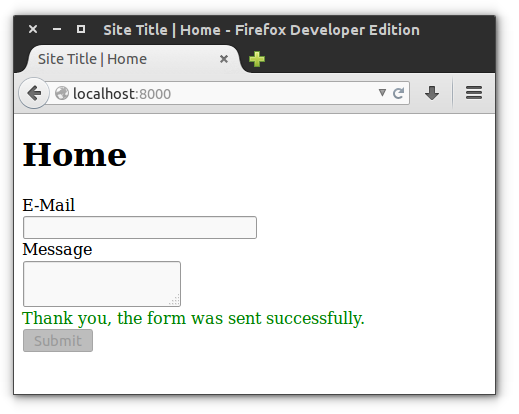 Site Title | Home - Firefox Developer Edition
Site Title | Home
localhost:8000
Home
E-Mail
Message
Thank you, the form was sent successfully.
Submit